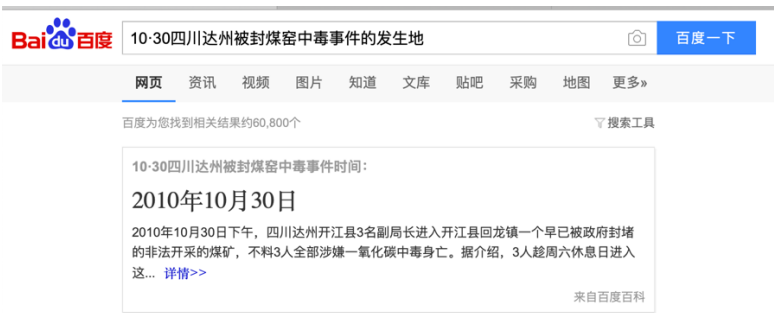 Bai du 百度
10·30四川达州被封煤窑中毒事件的发生地
百度一下
网页 资讯 视频 图片 知道 文库 贴吧 采购 地图 更多»
百度为您找到相关结果约60,800个
搜索工具
10·30四川达州被封煤窑中毒事件时间：
2010年10月30日
2010年10月30日下午，四川达州开江县3名副局长进入开江县回龙镇一个早已被政府封堵
的非法开采的煤矿，不料3人全部涉嫌一氧化碳中毒身亡。据介绍，3人趁周六休息日进入
这... 详情>>
来自百度百科